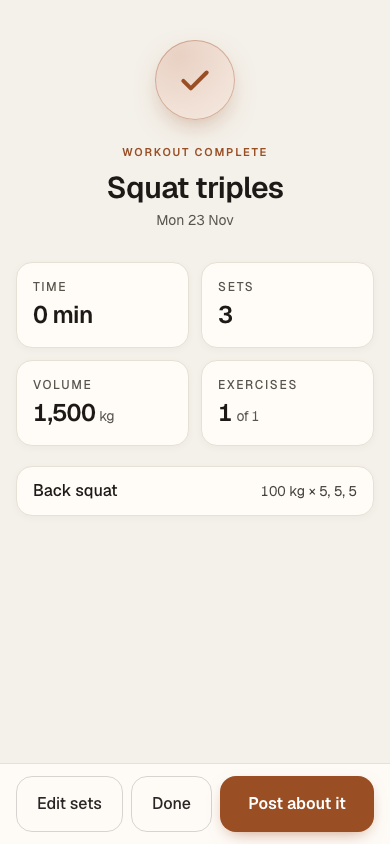 WORKOUT COMPLETE
Squat triples
Mon 23 Nov
TIME
0 min
SETS
3
VOLUME
1,500 kg
EXERCISES
1 of 1
Back squat
100 kg × 5, 5, 5
Edit sets
Done
Post about it